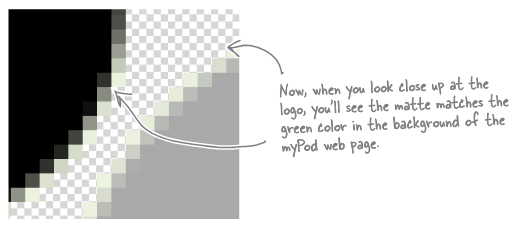 Now, when you look close up at the
logo, you'll see the matte matches the
green color in the background of the
myPod web page.